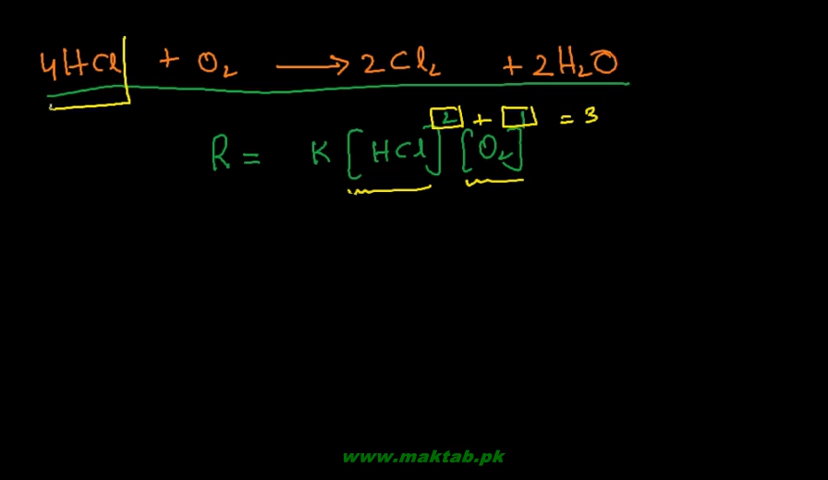 4HCl + O2 → 2Cl2 + 2H2O
2 + 1 = 3
R = K [HCl] [O2]
www.maktab.pk